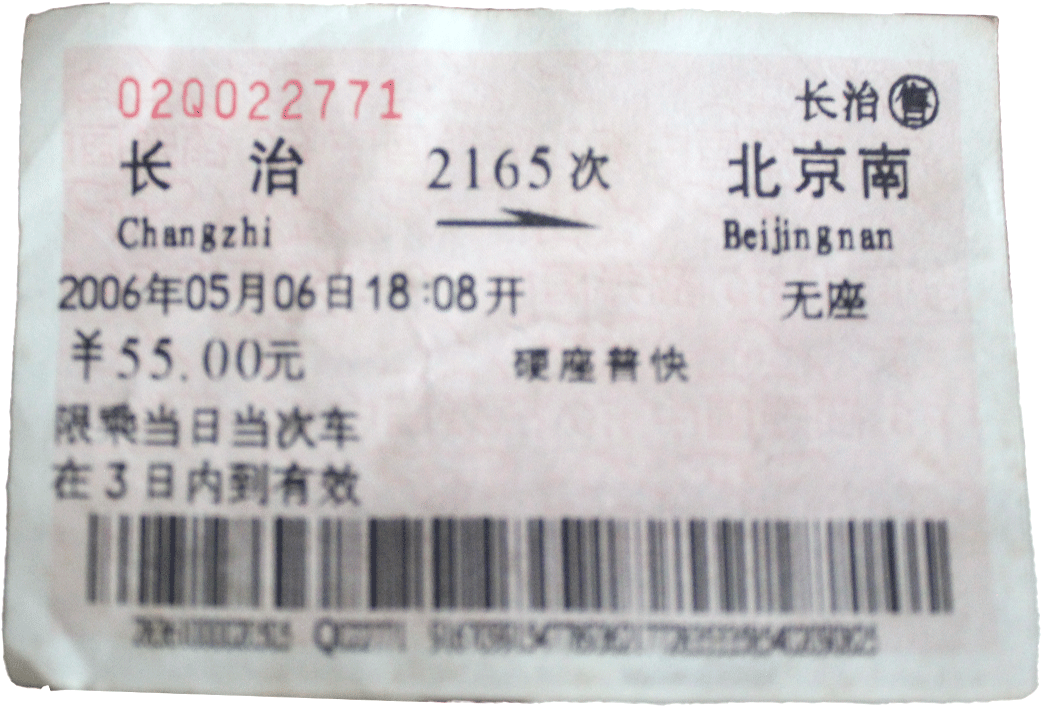 02Q022771
长治 售
长治 2165次 北京南
Changzhi Beijingnan
2006年05月06日18:08开 无座
￥55.00元 硬座普快
限乘当日当次车
在3日内到有效
Q022771